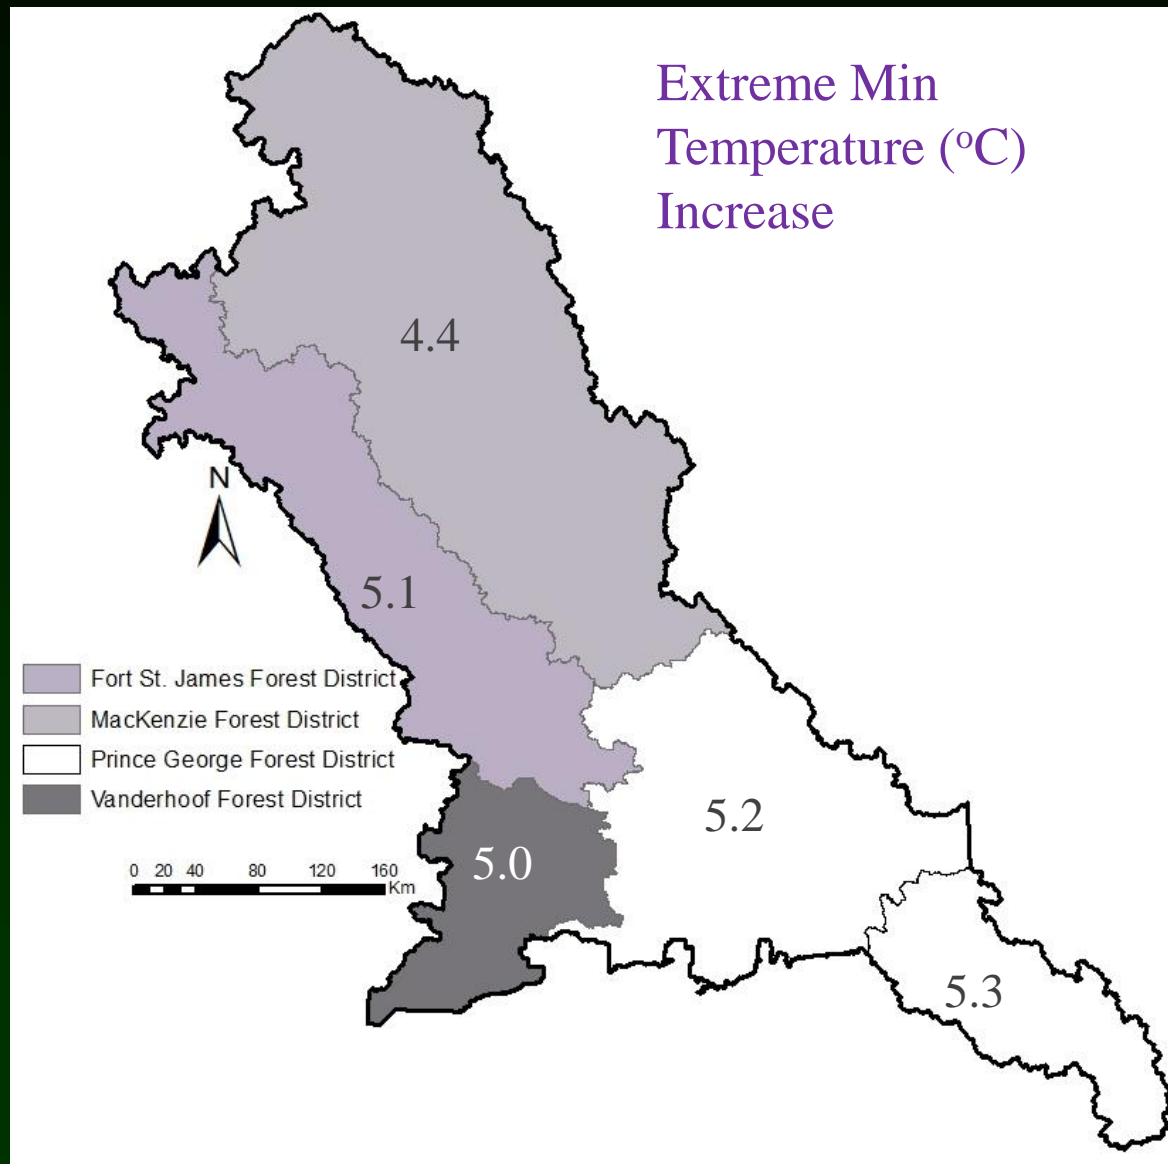 Extreme Min
Temperature (ºC)
Increase
4.4
N
5.1
Fort St. James Forest District
MacKenzie Forest District
Prince George Forest District
Vanderhoof Forest District
5.2
5.0
0 20 40 80 120 160
Km
5.3